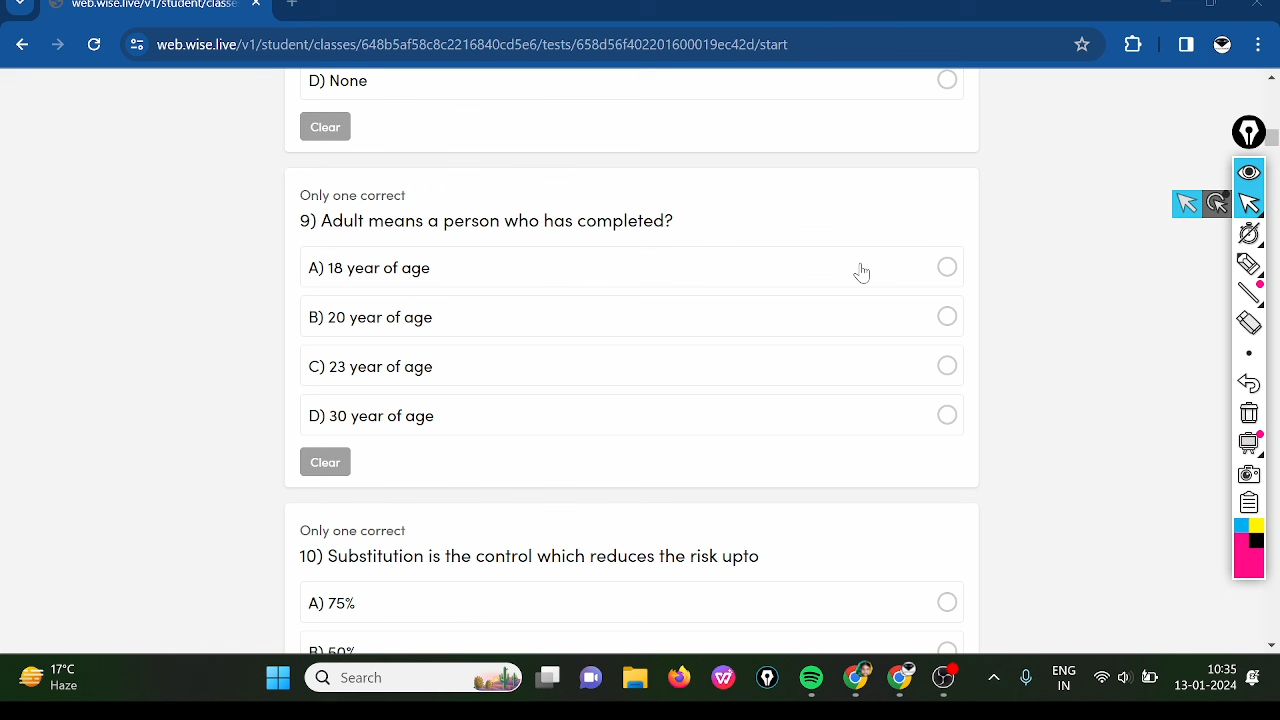 web.wise.live/v1/student/classe
web.wise.live/v1/student/classes/648b5af58c8c2216840cd5e6/tests/658d56f402201600019ec42d/start
D) None
Clear
Only one correct
9) Adult means a person who has completed?
A) 18 year of age
B) 20 year of age
C) 23 year of age
D) 30 year of age
Clear
Only one correct
10) Substitution is the control which reduces the risk upto
A) 75%
B) 50%
17°C
Haze
Search
ENG
IN
10:35
13-01-2024